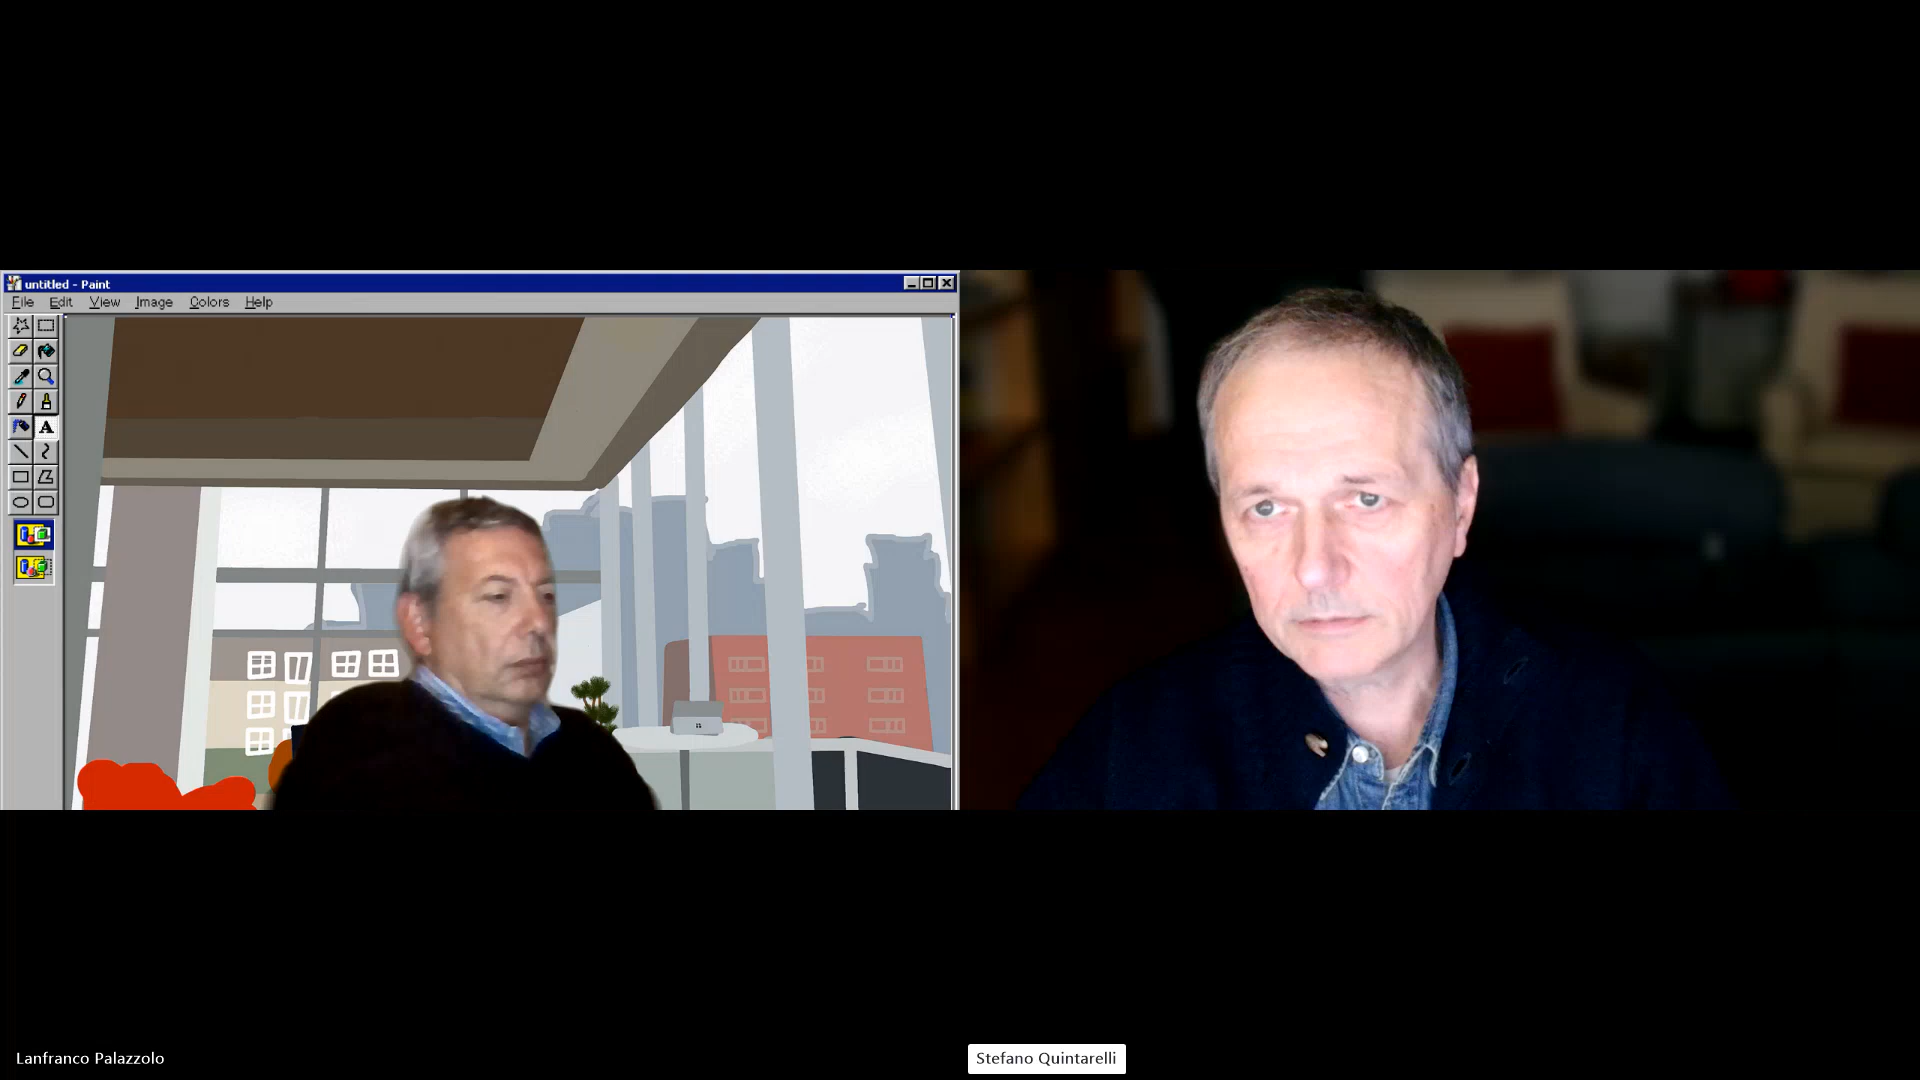 untitled - Paint
File Edit View Image Colors Help
A
Lanfranco Palazzolo
Stefano Quintarelli